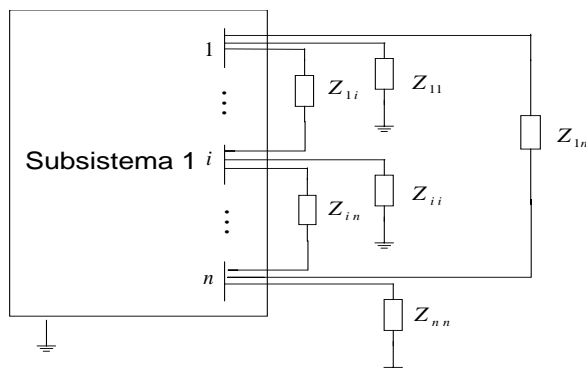 1
Z₁ᵢ
Z₁₁
Z₁ₙ
Subsistema 1
i
Zᵢₙ
Zᵢᵢ
n
Zₙₙ